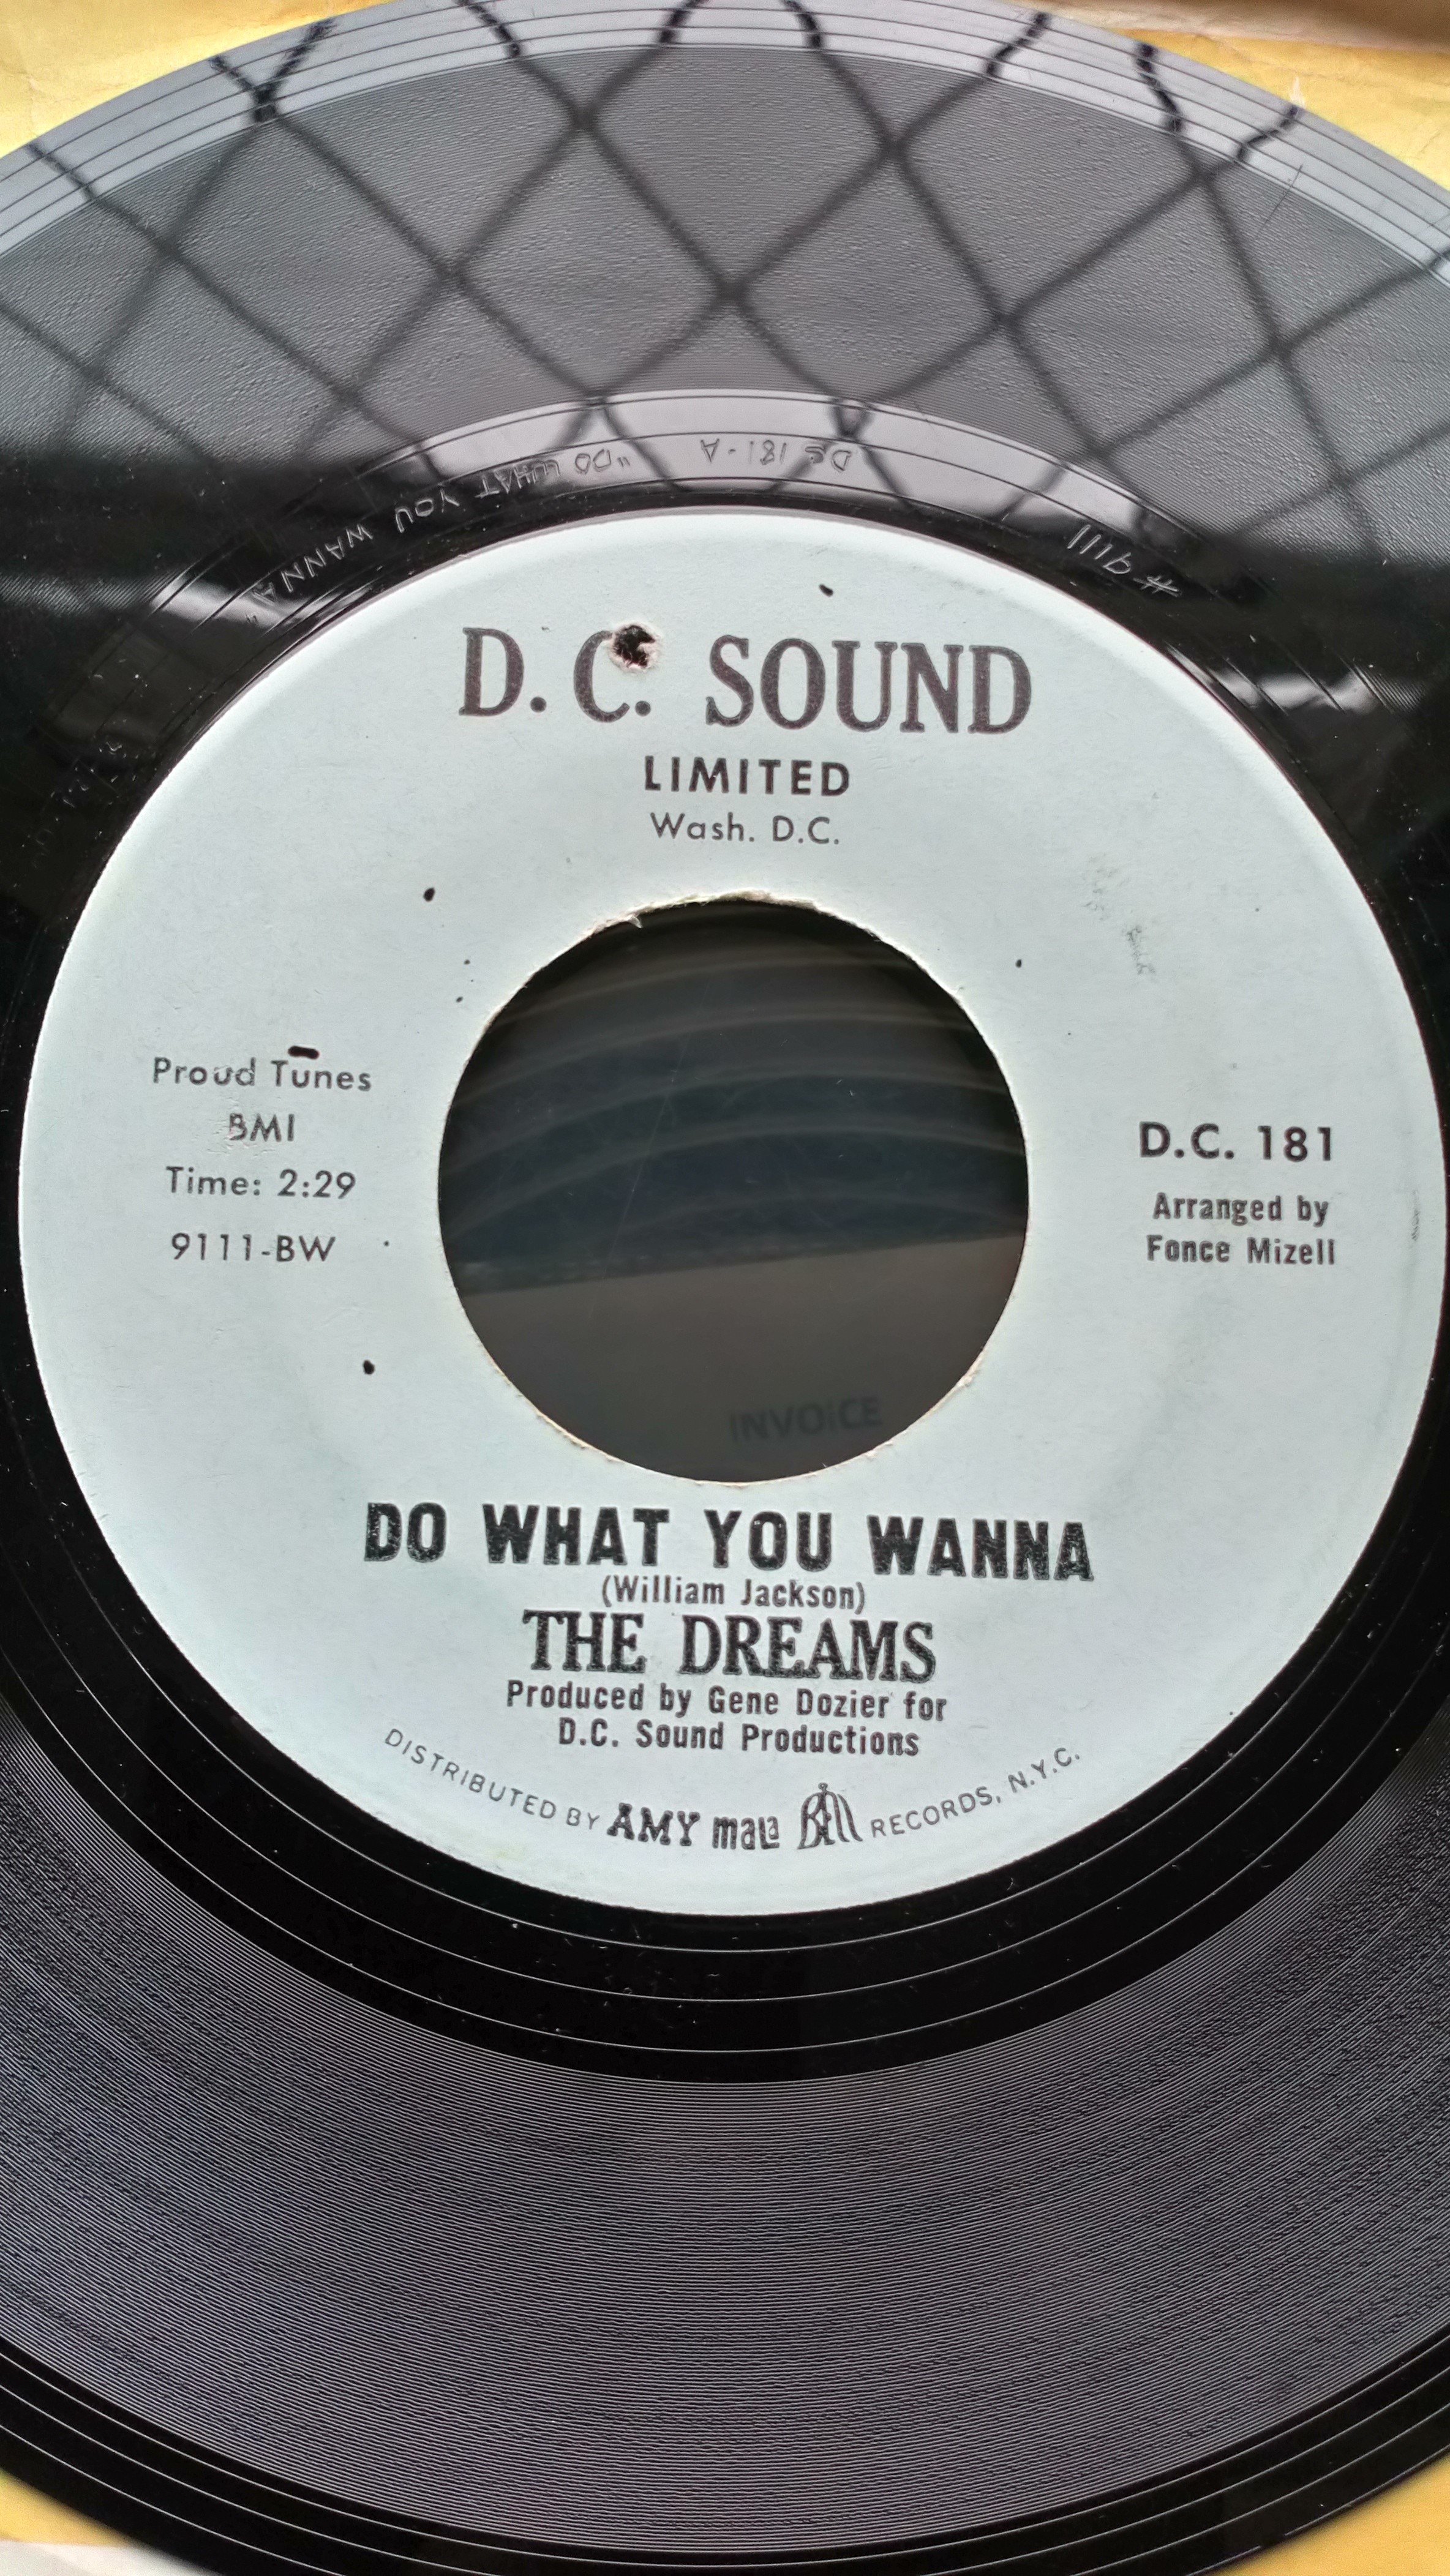 "DO WHAT YOU WANNA"
DS 181-A
# 9111
D.C. SOUND
LIMITED
Wash. D.C.
Proud Tunes
BMI
Time: 2:29
9111-BW
D.C. 181
Arranged by
Fonce Mizell
INVOICE
DO WHAT YOU WANNA
(William Jackson)
THE DREAMS
Produced by Gene Dozier for
D.C. Sound Productions
DISTRIBUTED BY AMY mala Bell RECORDS, N.Y.C.